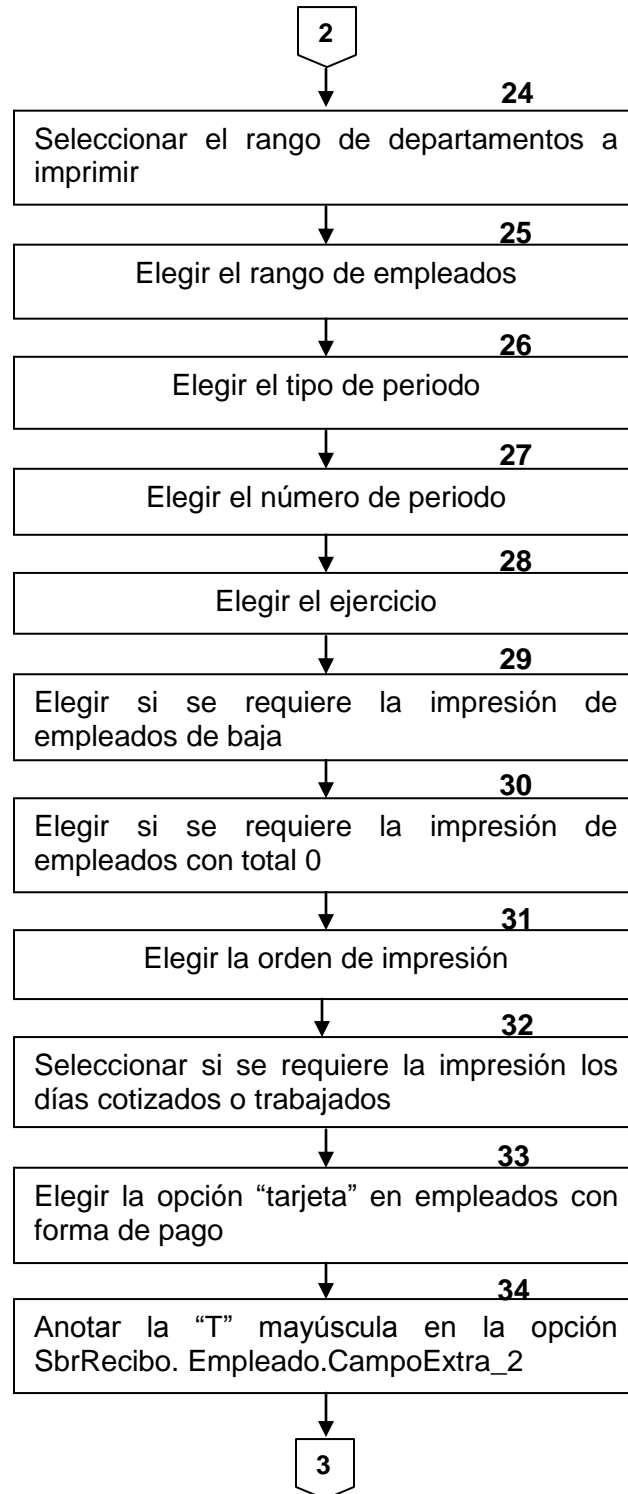 2
24
Seleccionar el rango de departamentos a
imprimir
25
Elegir el rango de empleados
26
Elegir el tipo de periodo
27
Elegir el número de periodo
28
Elegir el ejercicio
29
Elegir si se requiere la impresión de
empleados de baja
30
Elegir si se requiere la impresión de
empleados con total 0
31
Elegir la orden de impresión
32
Seleccionar si se requiere la impresión los
días cotizados o trabajados
33
Elegir la opción “tarjeta” en empleados con
forma de pago
34
Anotar la “T” mayúscula en la opción
SbrRecibo. Empleado.CampoExtra_2
3